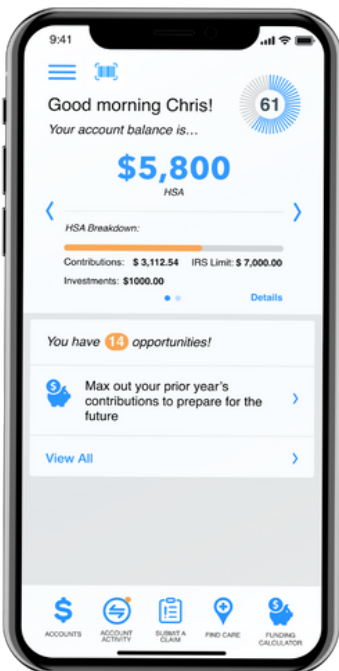 9:41
Good morning Chris!
61
Your account balance is...
$5,800
HSA
HSA Breakdown:
Contributions: $ 3,112.54 IRS Limit: $ 7,000.00
Investments: $1000.00
Details
You have 14 opportunities!
Max out your prior year's
contributions to prepare for the
future
View All
ACCOUNTS
ACCOUNT
ACTIVITY
SUBMIT A
CLAIM
FIND CARE
FUNDING
CALCULATOR